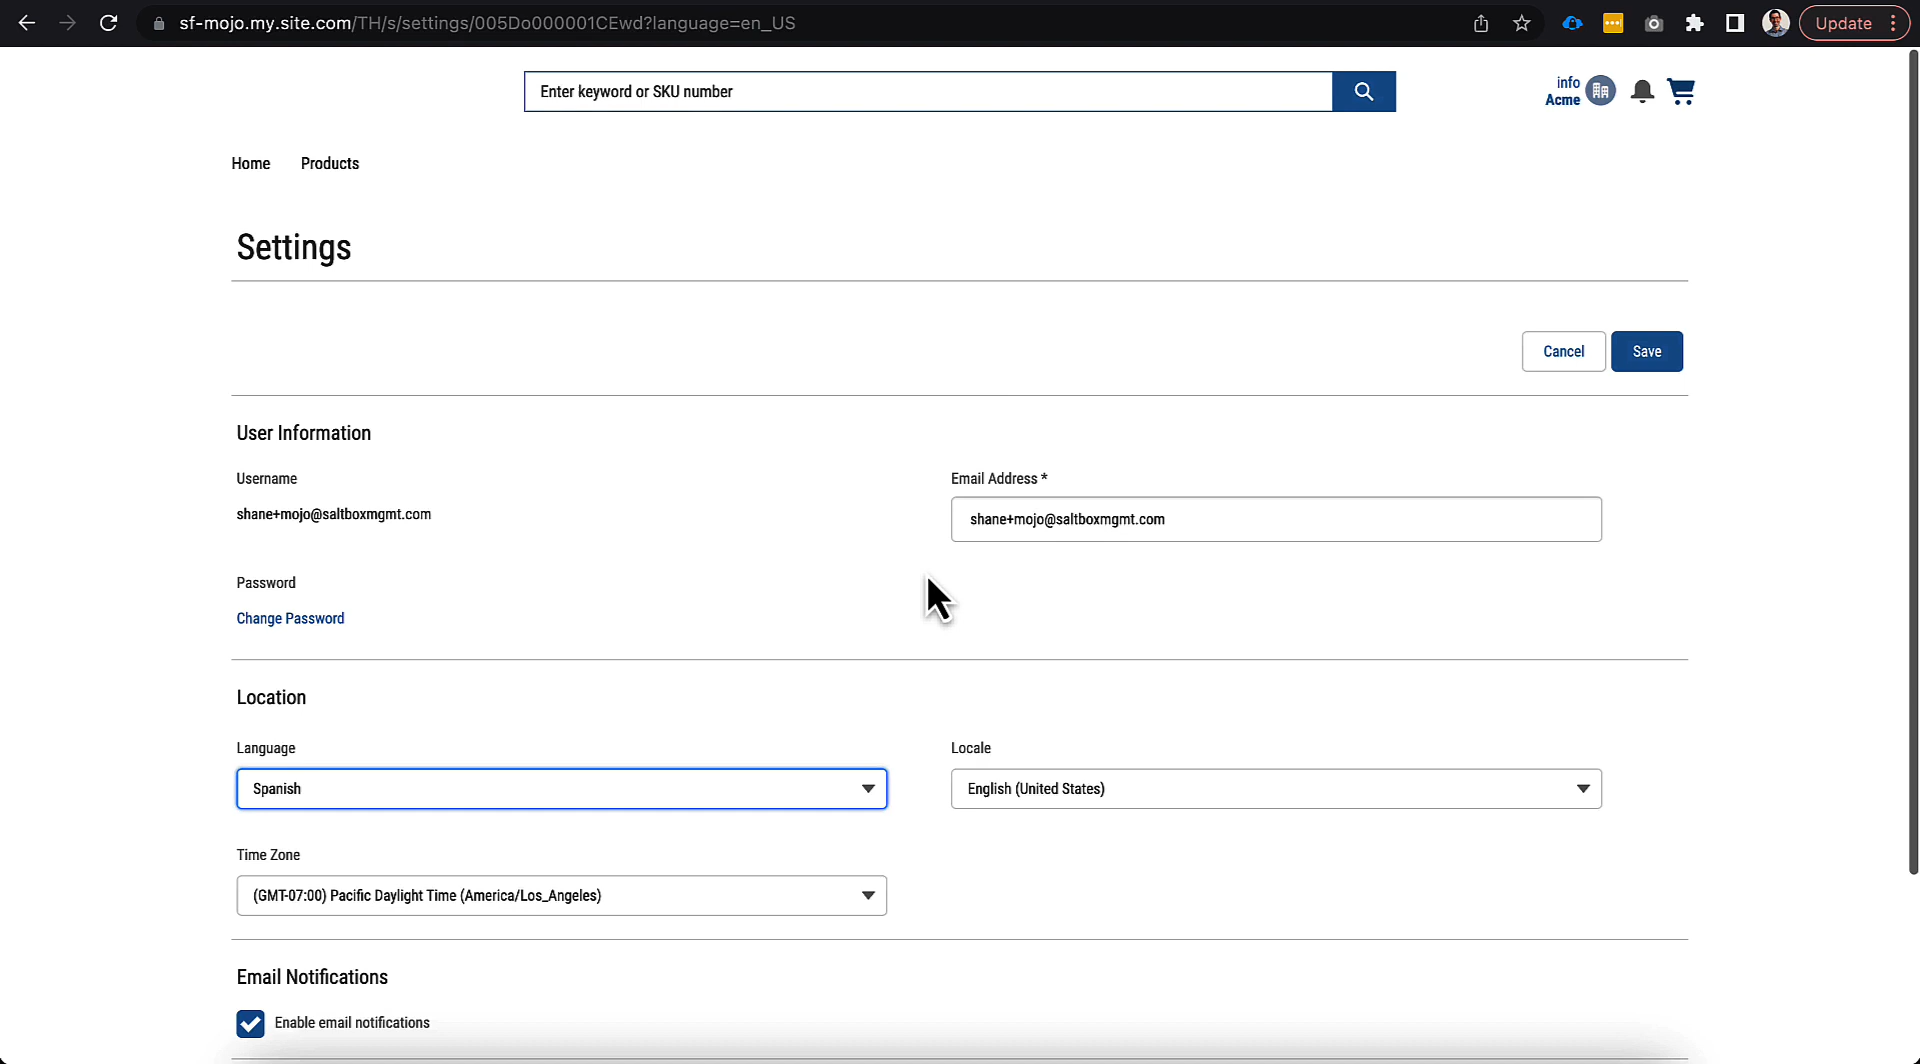 sf-mojo.my.site.com/TH/s/settings/005Do000001CEwd?language=en_US
Update
Enter keyword or SKU number
info
Acme
Home
Products
Settings
Cancel
Save
User Information
Username
shane+mojo@saltboxmgmt.com
Email Address *
shane+mojo@saltboxmgmt.com
Password
Change Password
Location
Language
Spanish
Locale
English (United States)
Time Zone
(GMT-07:00) Pacific Daylight Time (America/Los_Angeles)
Email Notifications
Enable email notifications